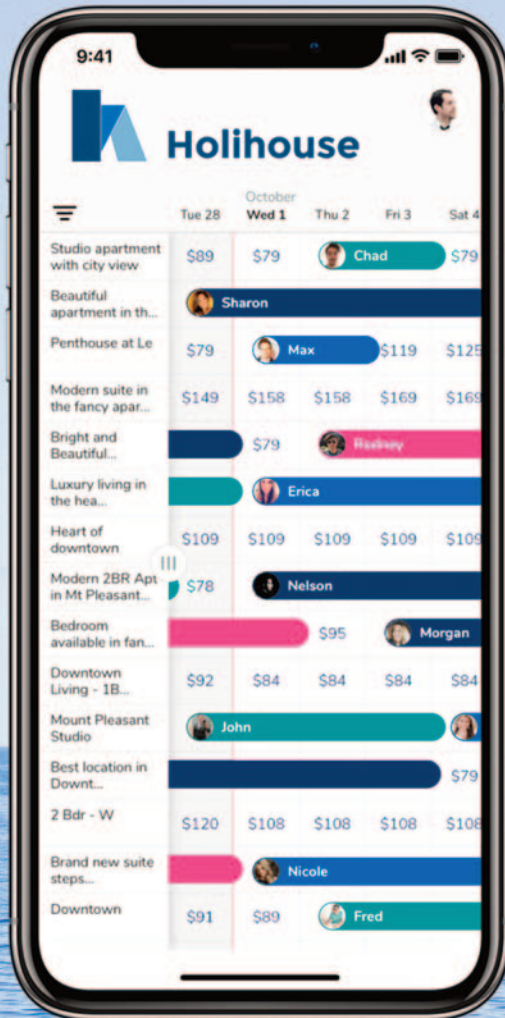 9:41
Holihouse
October
Tue 28 Wed 1 Thu 2 Fri 3 Sat 4
Studio apartment
with city view
$89 $79 Chad $79
Beautiful
apartment in th...
Sharon
Penthouse at Le
$79 Max $119 $125
Modern suite in
the fancy apar...
$149 $158 $158 $169 $169
Bright and
Beautiful...
$79 Rodney
Luxury living in
the hea...
Erica
Heart of
downtown
$109 $109 $109 $109 $109
Modern 2BR Apt
in Mt Pleasant...
$78 Nelson
Bedroom
available in fan...
$95 Morgan
Downtown
Living - 1B...
$92 $84 $84 $84 $84
Mount Pleasant
Studio
John
Best location in
Downt...
$79
2 Bdr - W
$120 $108 $108 $108 $108
Brand new suite
steps...
Nicole
Downtown
$91 $89 Fred